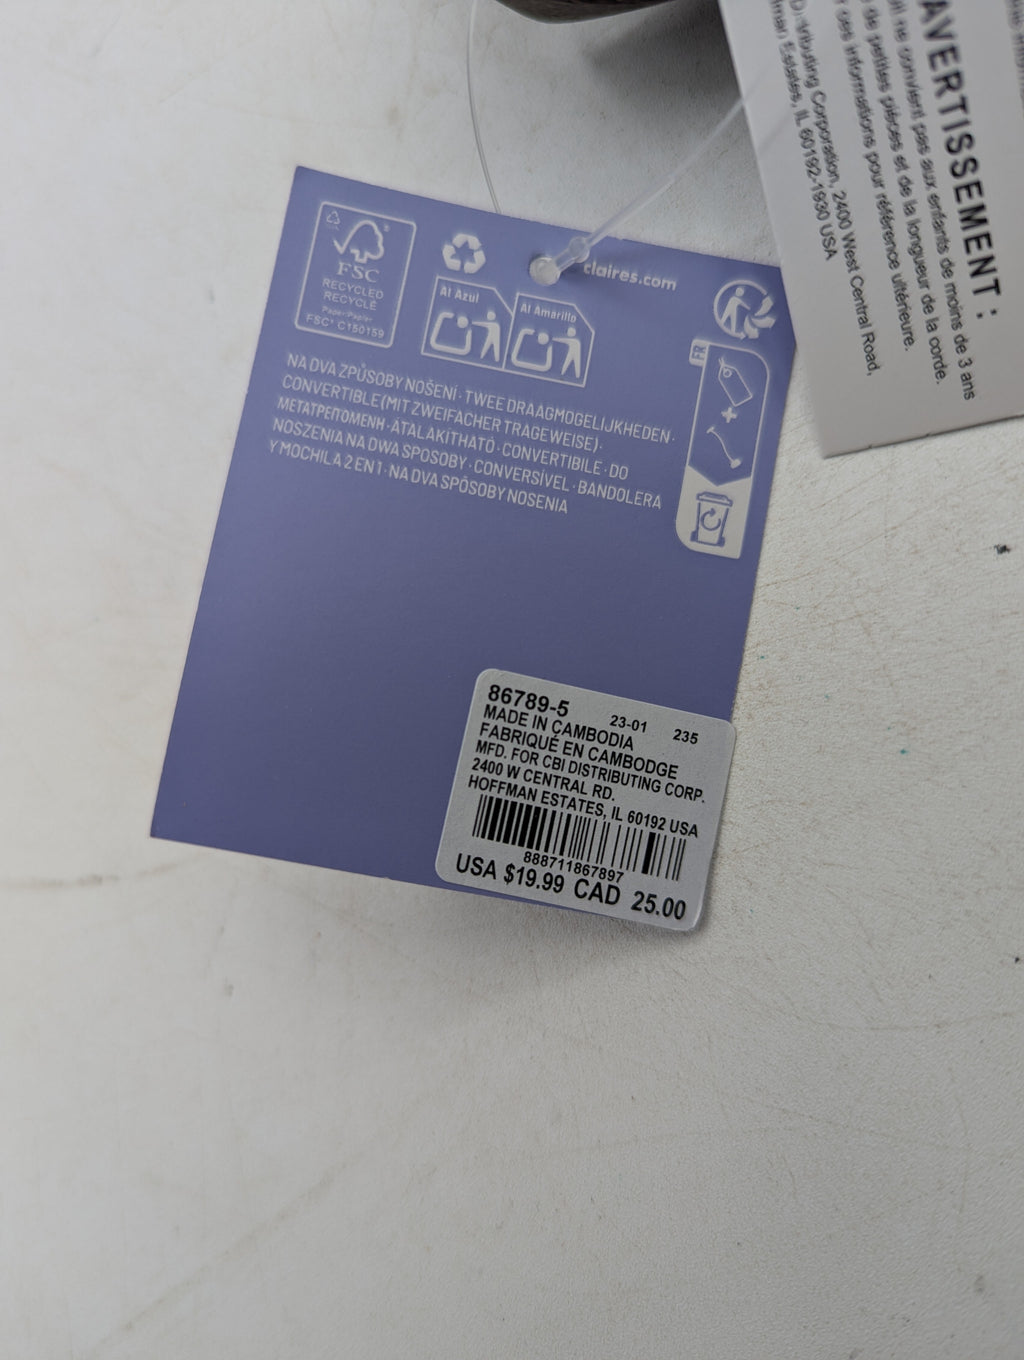 FSC®
RECYCLED
RECYCLÉ
Paper|Papier
FSC® C150159
claires.com
Al Azul
Al Amarillo
FR
NA DVA ZPŮSOBY NOŠENÍ · TWEE DRAAGMOGELIJKHEDEN ·
CONVERTIBLE (MIT ZWEIFACHER TRAGEWEISE) ·
ΜΕΤΑΤΡΕΠΌΜΕΝΗ · ÁTALAKÍTHATÓ · CONVERTIBILE · DO
NOSZENIA NA DWA SPOSOBY · CONVERSÍVEL · BANDOLERA
Y MOCHILA 2 EN 1 · NA DVA SPÔSOBY NOSENIA
86789-5 23-01 235
MADE IN CAMBODIA
FABRIQUÉ EN CAMBODGE
MFD. FOR CBI DISTRIBUTING CORP.
2400 W CENTRAL RD.
HOFFMAN ESTATES, IL 60192 USA
888711867897
USA $19.99 CAD 25.00
AVERTISSEMENT :
ne convient pas aux enfants de moins de 3 ans
de petites pièces et de la longueur de la corde.
ces informations pour référence ultérieure.
Distributing Corporation, 2400 West Central Road,
Estates, IL 60192-1930 USA